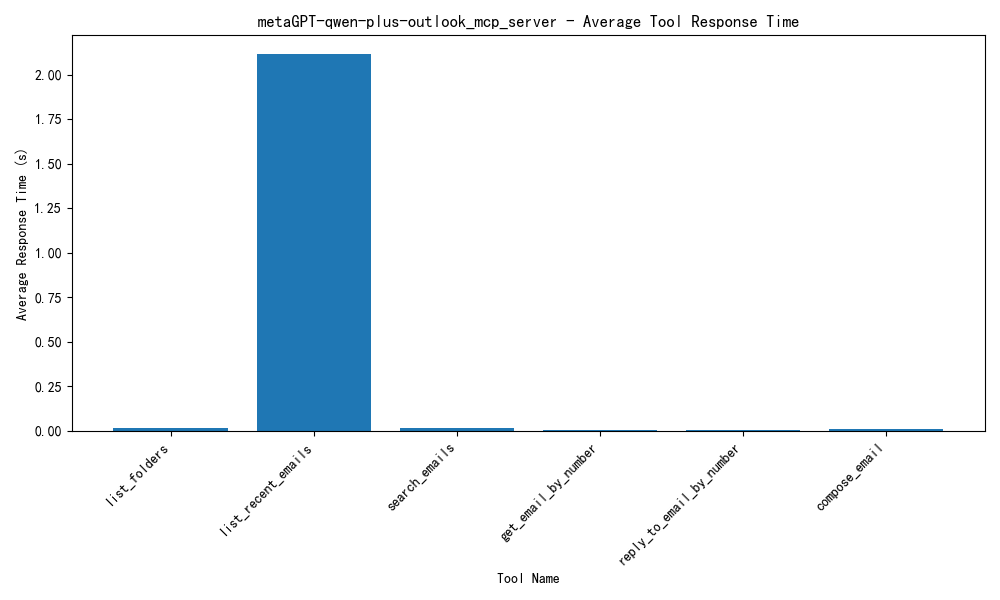 metaGPT-qwen-plus-outlook_mcp_server - Average Tool Response Time
Average Response Time (s)
2.00
1.75
1.50
1.25
1.00
0.75
0.50
0.25
0.00
list_folders
list_recent_emails
search_emails
get_email_by_number
reply_to_email_by_number
compose_email
Tool Name